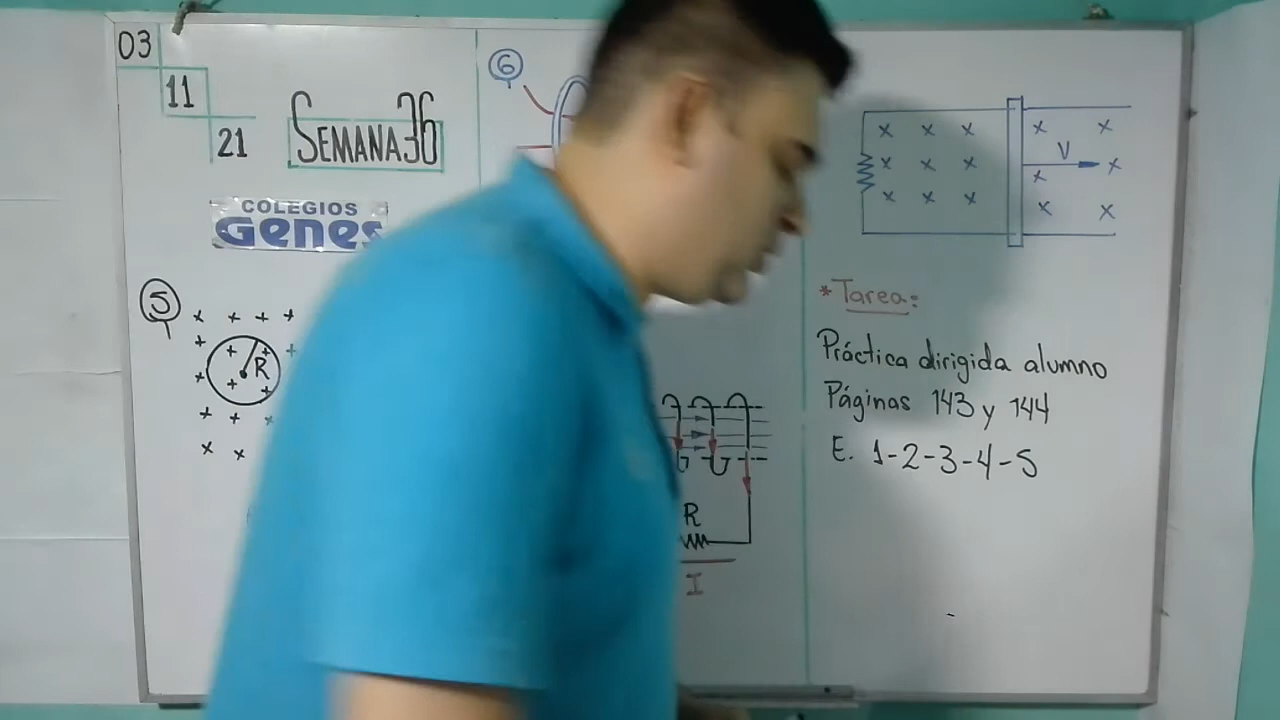 03
11
21
SEMANA 36
COLEGIOS
Genes
5
R
6
R
I
V
*Tarea:
Práctica dirigida alumno
Páginas 143 y 144
E. 1-2-3-4-5